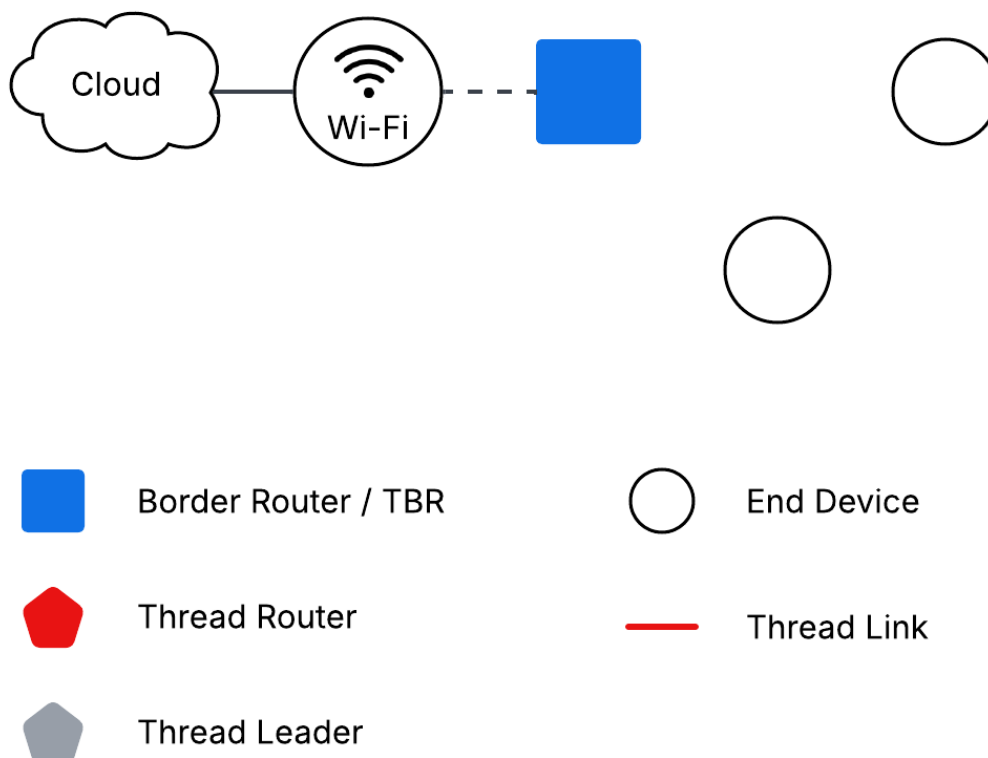 Cloud
Wi-Fi
Border Router / TBR
End Device
Thread Router
Thread Link
Thread Leader